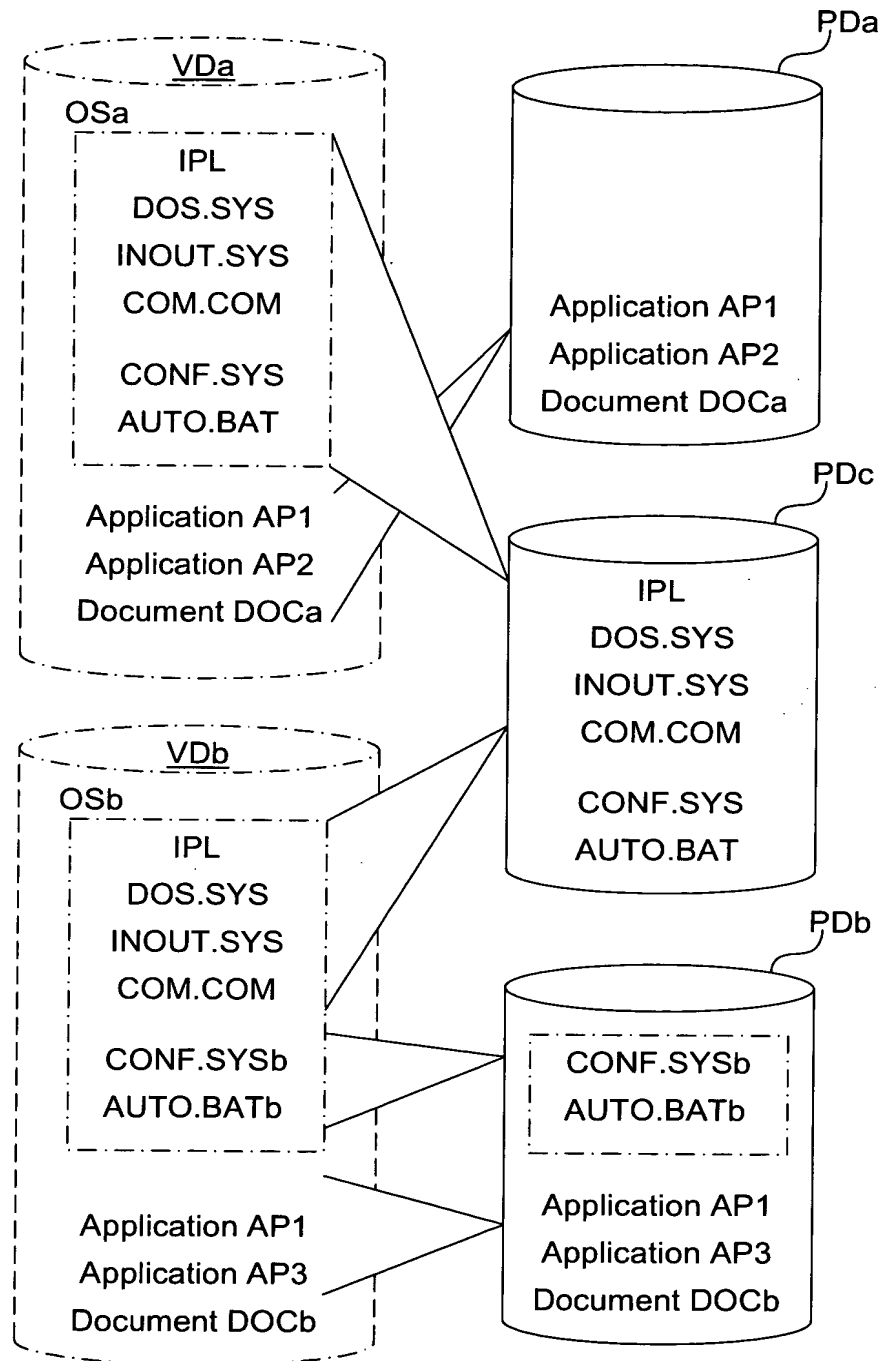 VDa
OSa
IPL
DOS.SYS
INOUT.SYS
COM.COM
CONF.SYS
AUTO.BAT
Application AP1
Application AP2
Document DOCa
PDa
Application AP1
Application AP2
Document DOCa
PDc
IPL
DOS.SYS
INOUT.SYS
COM.COM
CONF.SYS
AUTO.BAT
VDb
OSb
IPL
DOS.SYS
INOUT.SYS
COM.COM
CONF.SYSb
AUTO.BATb
Application AP1
Application AP3
Document DOCb
PDb
CONF.SYSb
AUTO.BATb
Application AP1
Application AP3
Document DOCb